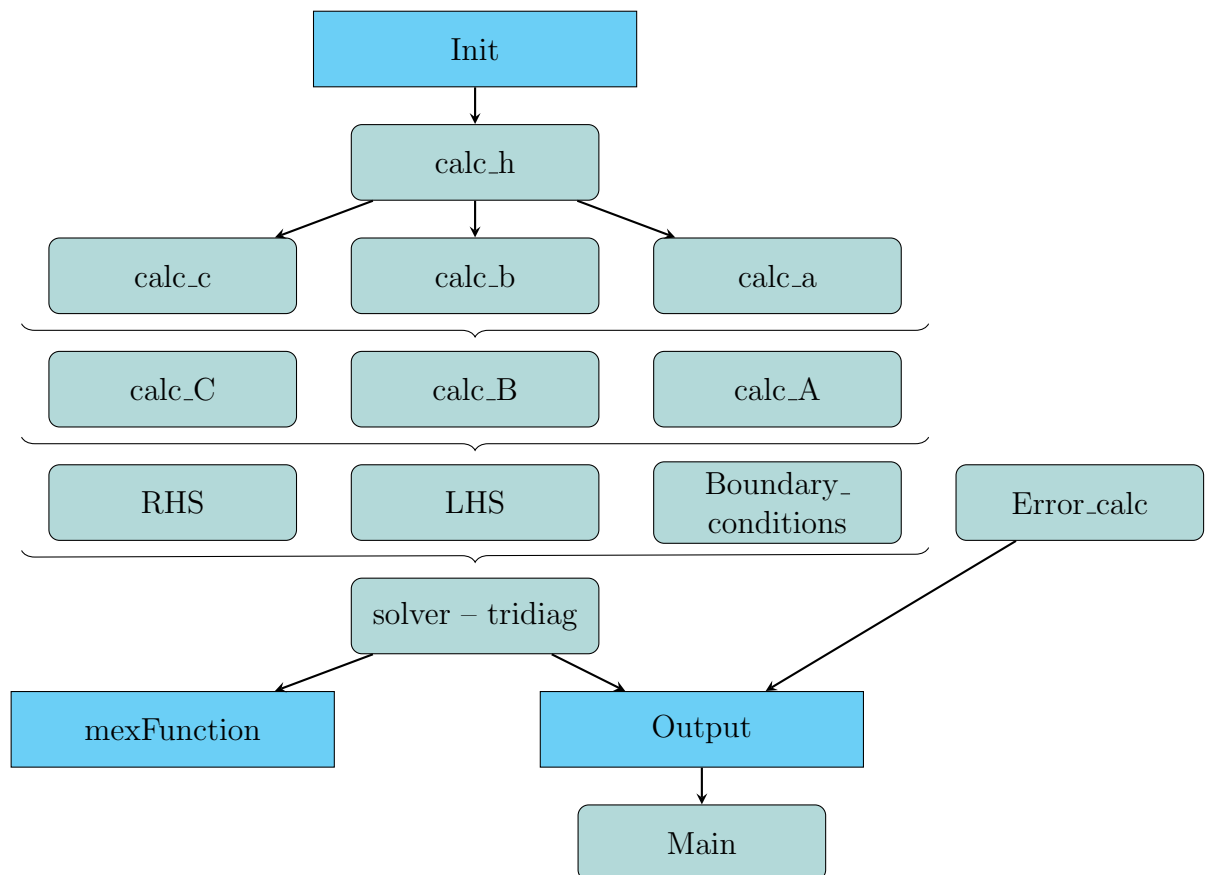 Init
calc_h
calc_c
calc_b
calc_a
calc_C
calc_B
calc_A
RHS
LHS
Boundary_
conditions
Error_calc
solver – tridiag
mexFunction
Output
Main